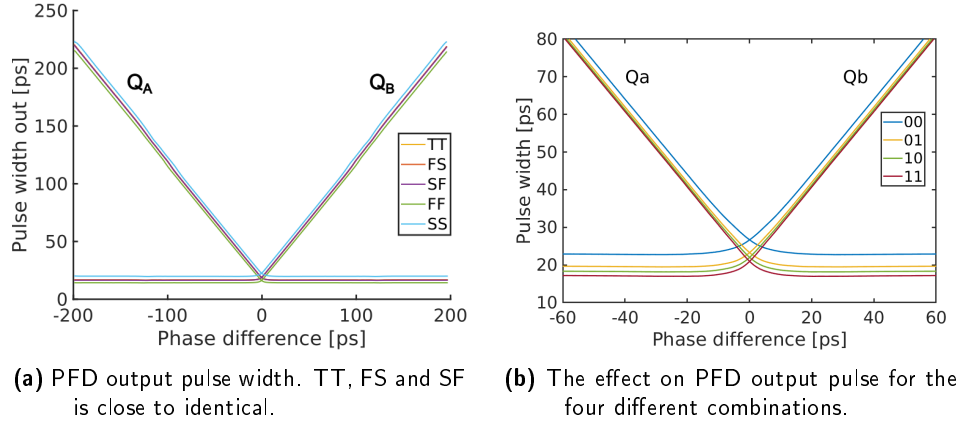 250
200
150
100
50
0
Pulse width out [ps]
Q_A
Q_B
TT
FS
SF
FF
SS
-200
-100
0
100
200
Phase difference [ps]
(a) PFD output pulse width. TT, FS and SF
is close to identical.
80
70
60
50
40
30
20
10
Pulse width [ps]
Qa
Qb
00
01
10
11
-60
-40
-20
0
20
40
60
Phase difference [ps]
(b) The effect on PFD output pulse for the
four different combinations.